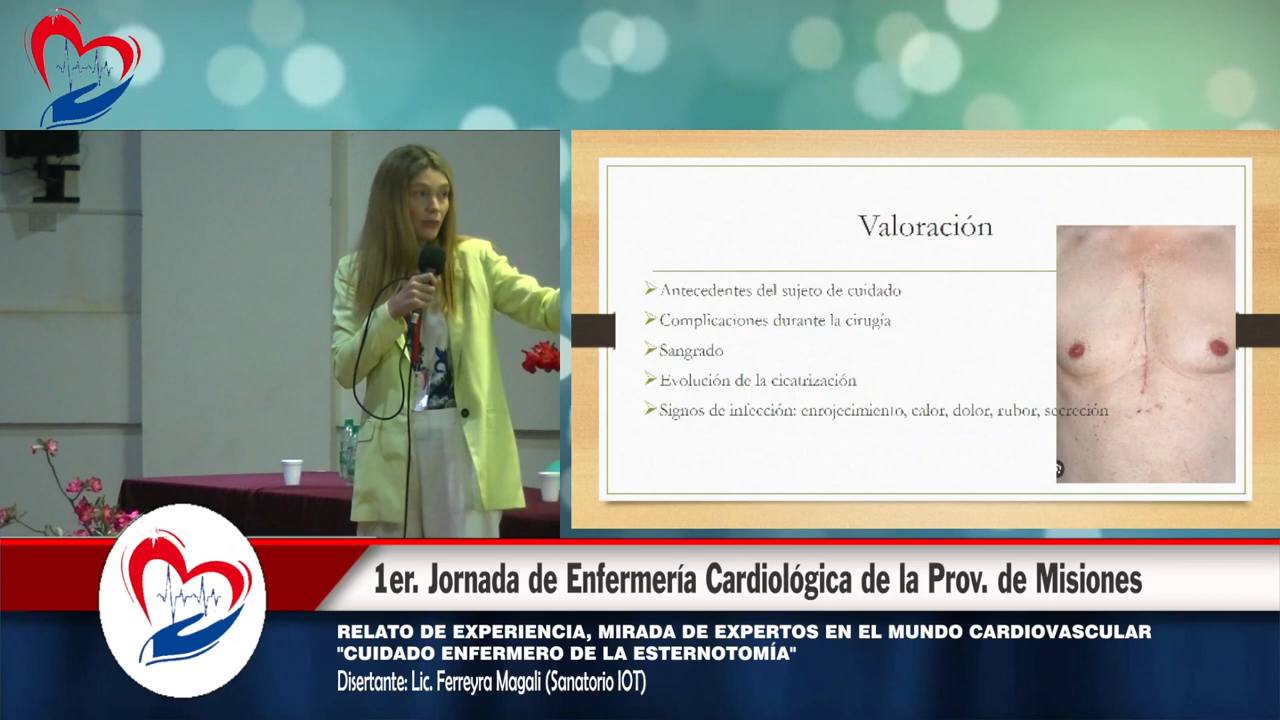 Valoración
Antecedentes del sujeto de cuidado
Complicaciones durante la cirugía
Sangrado
Evolución de la cicatrización
Signos de infección: enrojecimiento, calor, dolor, rubor, secreción
1er. Jornada de Enfermería Cardiológica de la Prov. de Misiones
RELATO DE EXPERIENCIA, MIRADA DE EXPERTOS EN EL MUNDO CARDIOVASCULAR
"CUIDADO ENFERMERO DE LA ESTERNOTOMÍA"
Disertante: Lic. Ferreyra Magali (Sanatorio IOT)